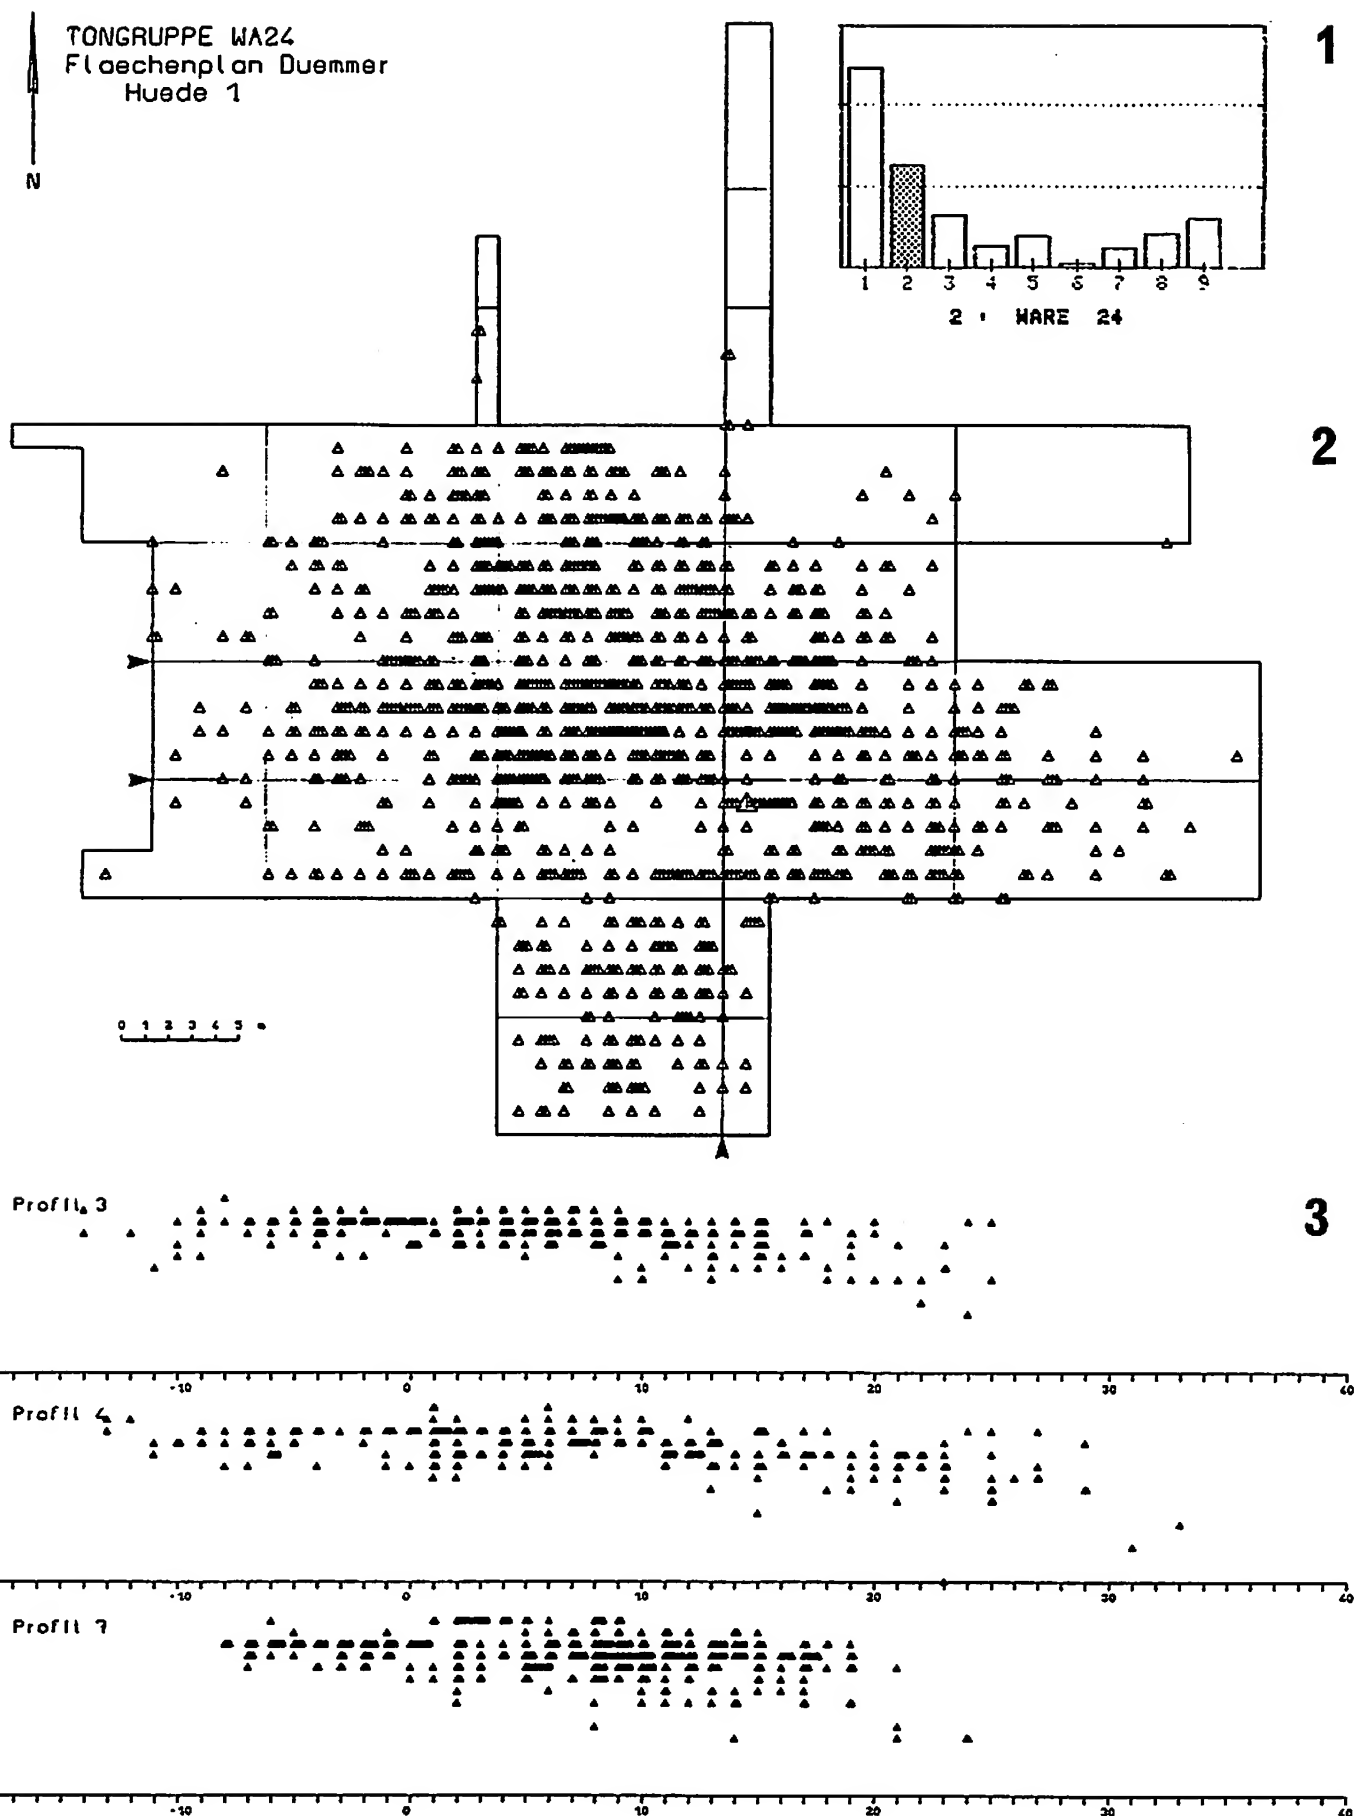 TONGRUPPE WA24
Flaechenplan Duemmer
Huede 1
N
1
1 2 3 4 5 6 7 8 9
2 : WARE 24
2
0 1 2 3 4 5 m
Profil 3
3
-10 0 10 20 30 40
Profil 4
-10 0 10 20 30 40
Profil 7
-10 0 10 20 30 40